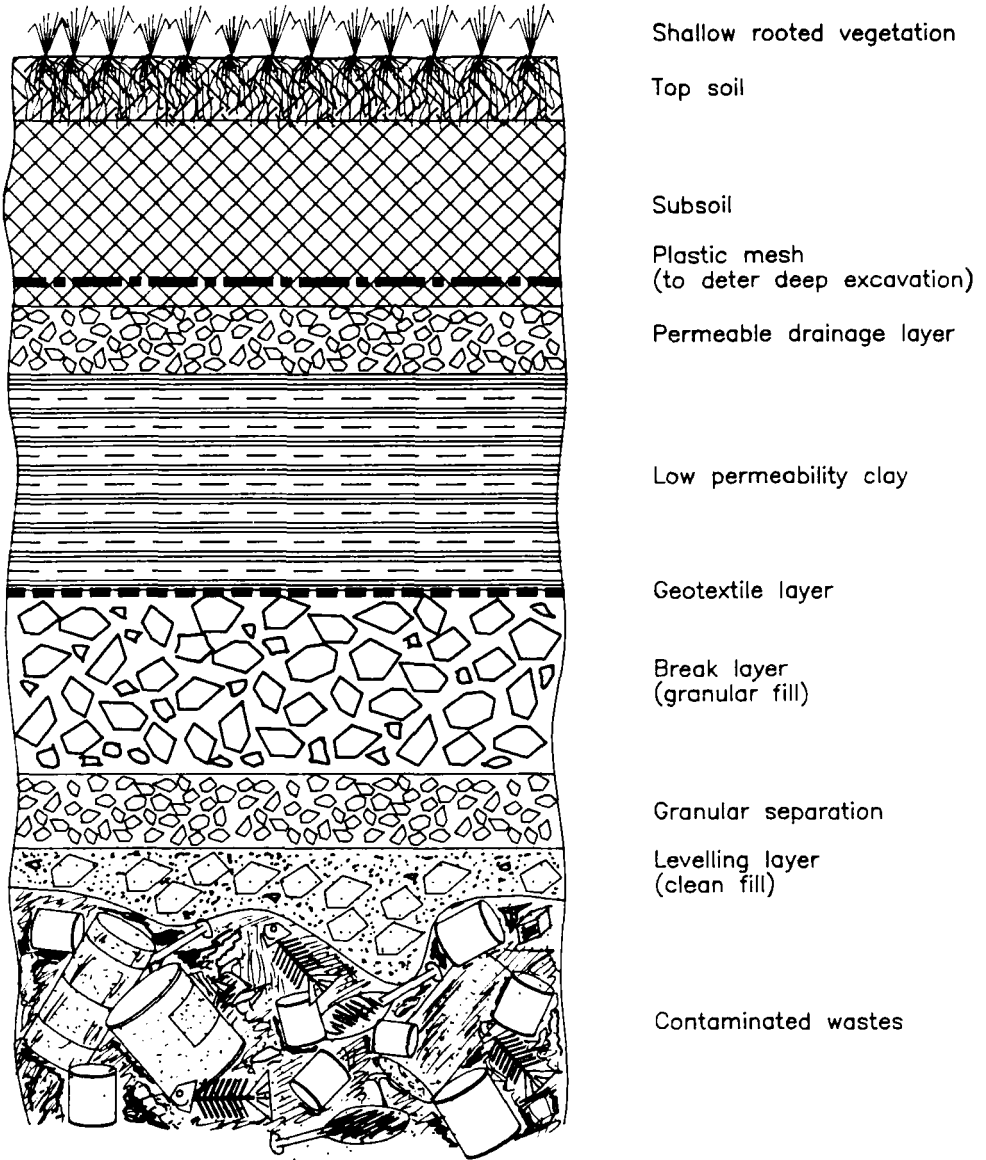 Shallow rooted vegetation
Top soil
Subsoil
Plastic mesh
(to deter deep excavation)
Permeable drainage layer
Low permeability clay
Geotextile layer
Break layer
(granular fill)
Granular separation
Levelling layer
(clean fill)
Contaminated wastes